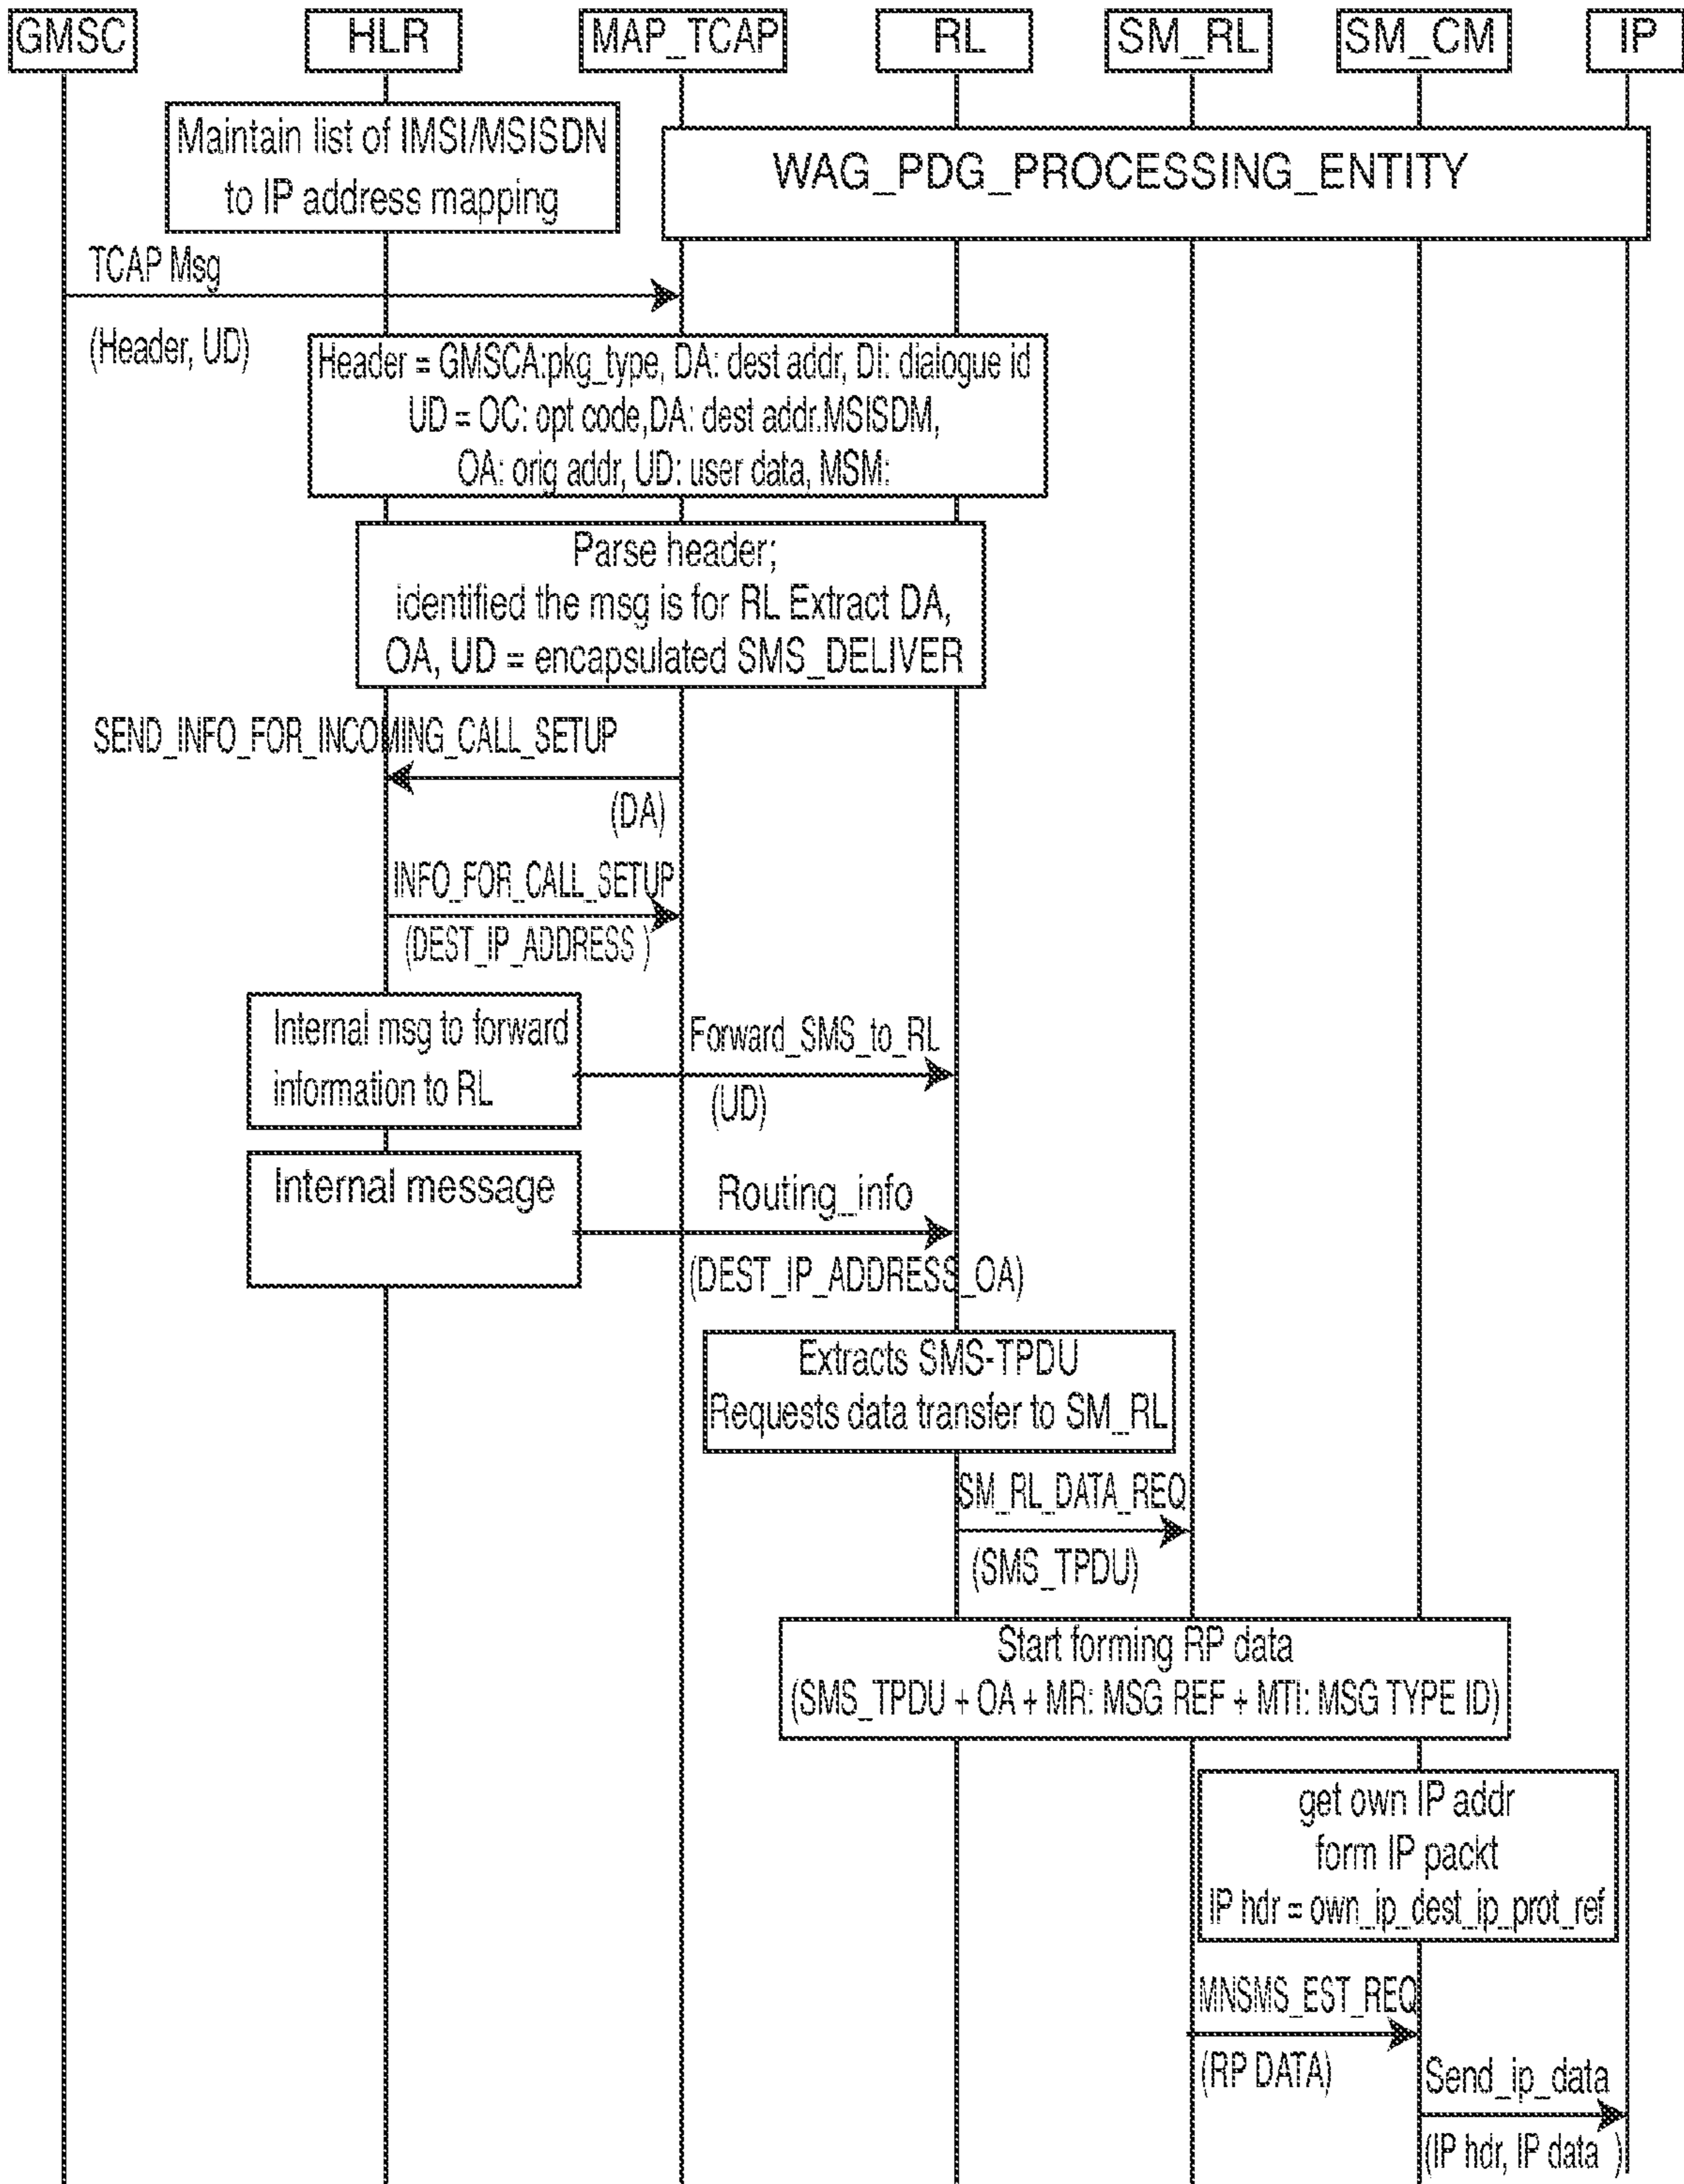 GMSC
HLR
MAP_TCAP
RL
SM_RL
SM_CM
IP
Maintain list of IMSI/MSISDN
to IP address mapping
WAG_PDG_PROCESSING_ENTITY
TCAP Msg
(Header, UD)
Header = GMSCA:pkg_type, DA: dest addr, DI: dialogue id
UD = OC: opt code,DA: dest addr.MSISDM,
OA: orig addr, UD: user data, MSM:
Parse header;
identified the msg is for RL Extract DA,
OA, UD = encapsulated SMS_DELIVER
SEND_INFO_FOR_INCOMING_CALL_SETUP
(DA)
INFO_FOR_CALL_SETUP
(DEST_IP_ADDRESS )
Internal msg to forward
information to RL
Forward_SMS_to_RL
(UD)
Internal message
Routing_info
(DEST_IP_ADDRESS_OA)
Extracts SMS-TPDU
Requests data transfer to SM_RL
SM_RL_DATA_REQ
(SMS_TPDU)
Start forming RP data
(SMS_TPDU + OA + MR: MSG REF + MTI: MSG TYPE ID)
get own IP addr
form IP packt
IP hdr = own_ip_dest_ip_prot_ref
MNSMS_EST_REQ
(RP DATA)
Send_ip_data
(IP hdr, IP data )